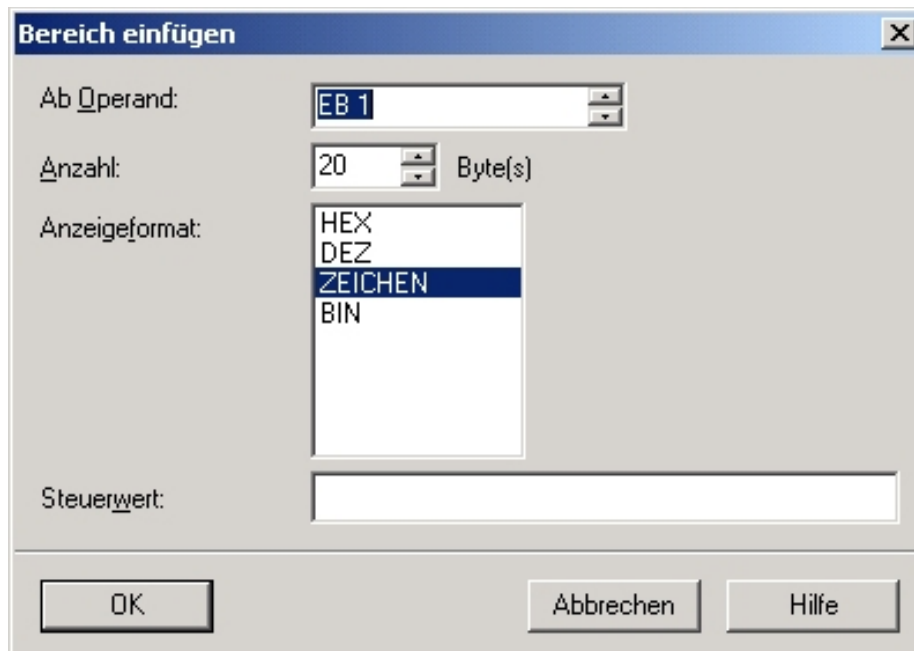 Bereich einfügen
Ab Operand: EB 1
Anzahl: 20 Byte(s)
Anzeigeformat: HEX
DEZ
ZEICHEN
BIN
Steuerwert:
OK Abbrechen Hilfe